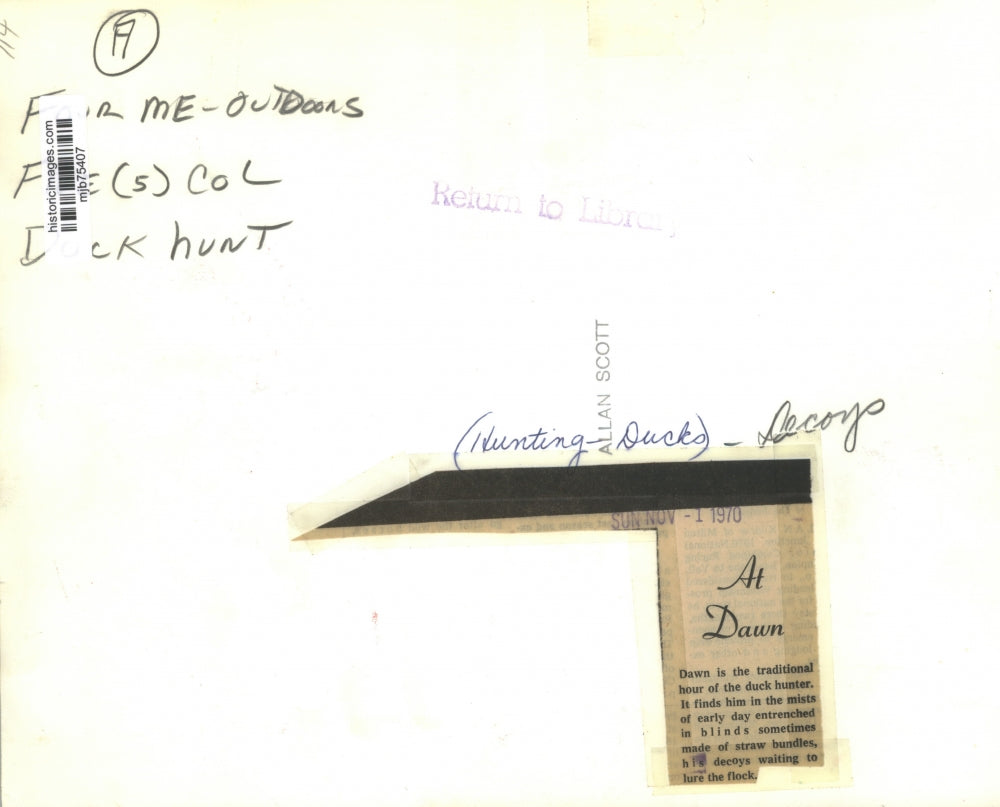 A
FOUR ME-OUTDOORS
FIVE (5) COL
DUCK HUNT
historicimages.com
mjb75407
Return to Library
ALLAN SCOTT
(Hunting-Ducks) - Decoys
SUN NOV -1 1970
At
Dawn
Dawn is the traditional
hour of the duck hunter.
It finds him in the mists
of early day entrenched
in blinds sometimes
made of straw bundles,
his decoys waiting to
lure the flock.